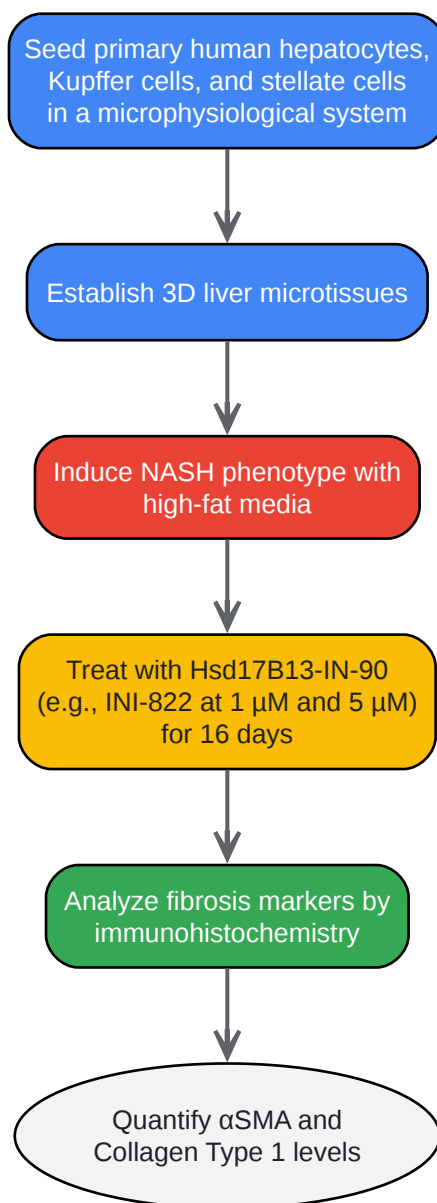 Seed primary human hepatocytes,
Kupffer cells, and stellate cells
in a microphysiological system
Establish 3D liver microtissues
Induce NASH phenotype with
high-fat media
Treat with Hsd17B13-IN-90
(e.g., INI-822 at 1 µM and 5 µM)
for 16 days
Analyze fibrosis markers by
immunohistochemistry
Quantify αSMA and
Collagen Type 1 levels